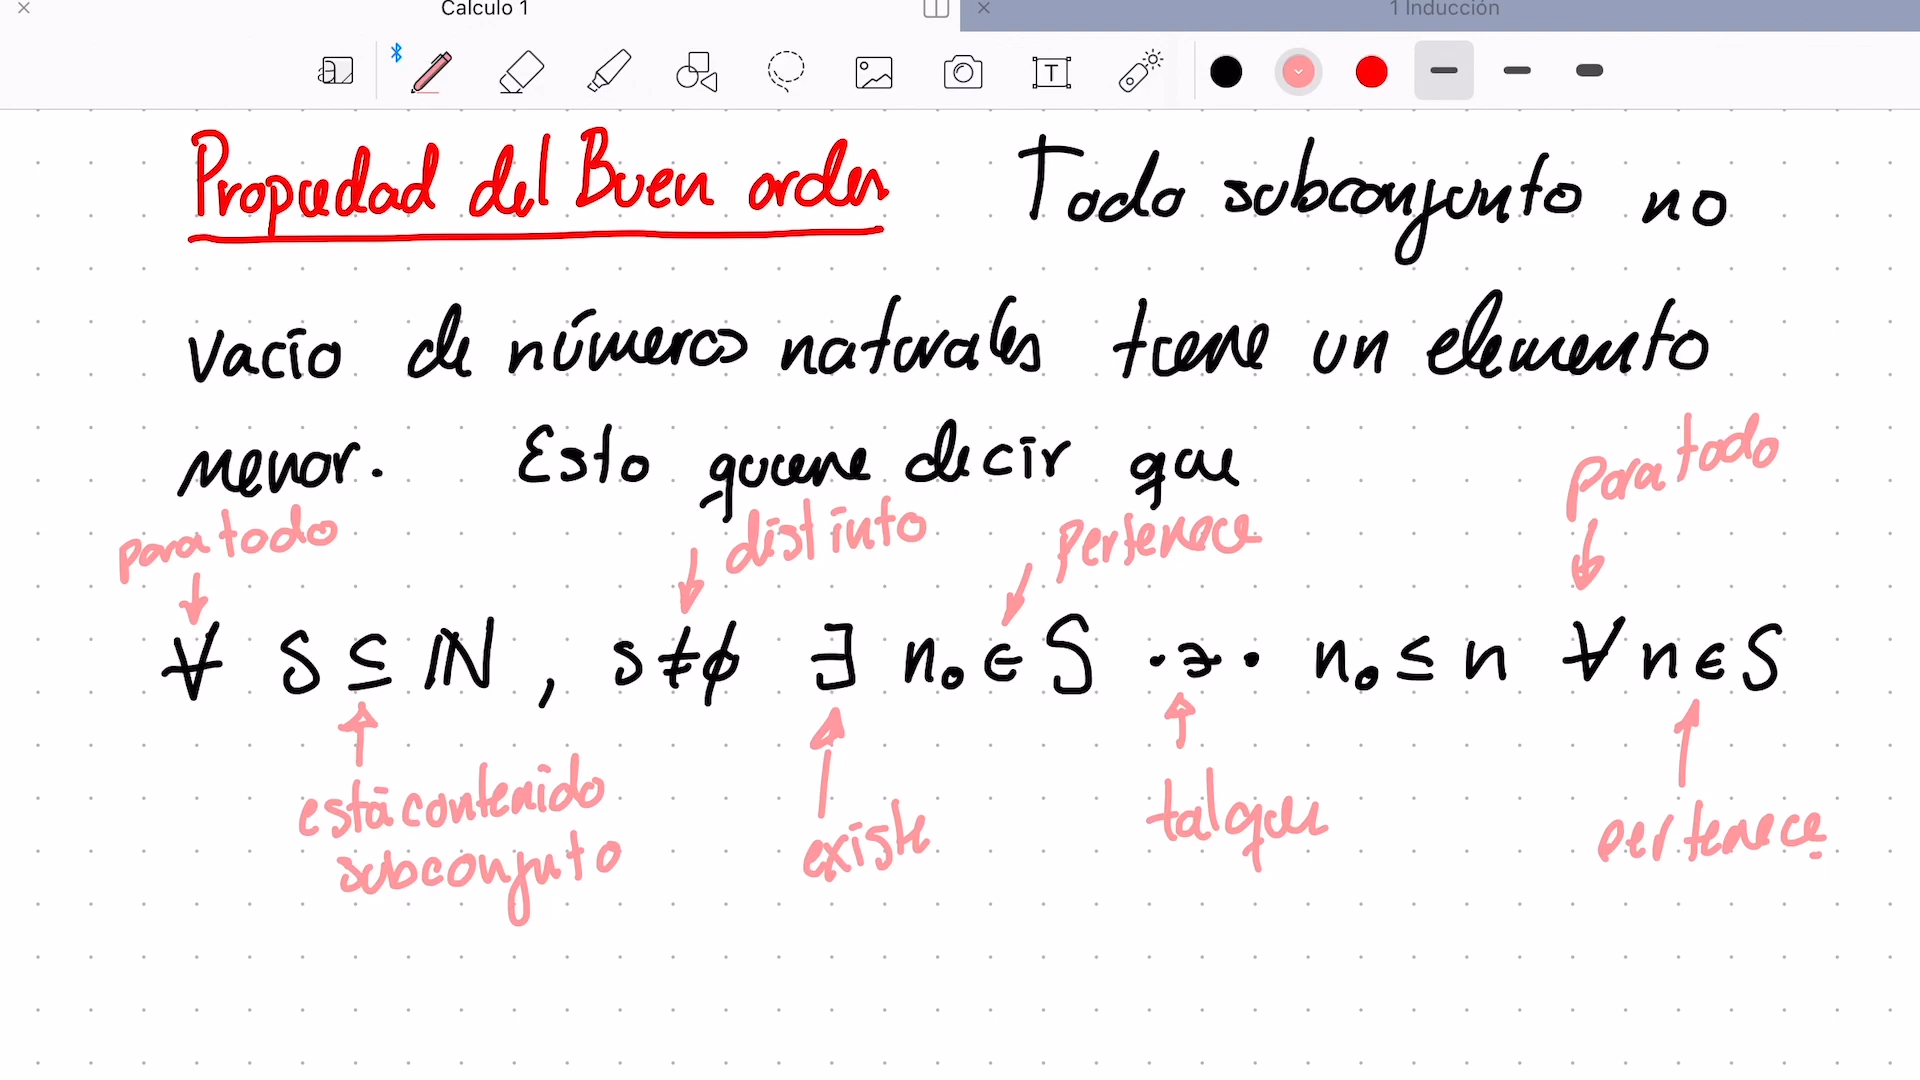 Calculo 1
1 Inducción
T
Propiedad del Buen orden Todo subconjunto no
vacío de números naturales tiene un elemento
menor. Esto quiere decir que
para todo distinto pertenece para todo
∀ S ⊆ ℕ , S ≠ ∅ ∃ n₀ ∈ S ·∋· n₀ ≤ n ∀ n ∈ S
está contenido existe tal que pertenece
subconjuto